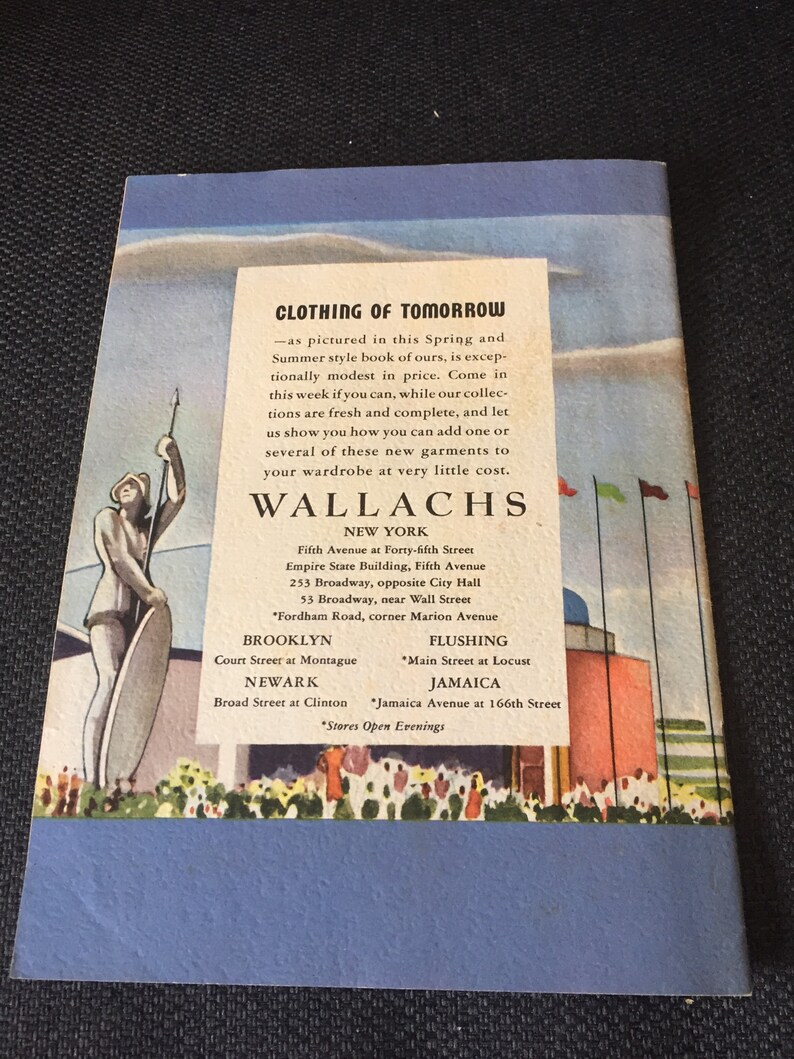 CLOTHING OF TOMORROW
—as pictured in this Spring and
Summer style book of ours, is excep-
tionally modest in price. Come in
this week if you can, while our collec-
tions are fresh and complete, and let
us show you how you can add one or
several of these new garments to
your wardrobe at very little cost.
WALLACHS
NEW YORK
Fifth Avenue at Forty-fifth Street
Empire State Building, Fifth Avenue
253 Broadway, opposite City Hall
53 Broadway, near Wall Street
*Fordham Road, corner Marion Avenue
BROOKLYN FLUSHING
Court Street at Montague *Main Street at Locust
NEWARK JAMAICA
Broad Street at Clinton *Jamaica Avenue at 166th Street
*Stores Open Evenings